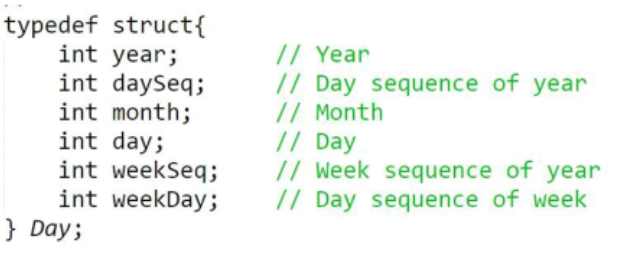 typedef struct{
int year; // Year
int daySeq; // Day sequence of year
int month; // Month
int day; // Day
int weekSeq; // Week sequence of year
int weekDay; // Day sequence of week
} Day;